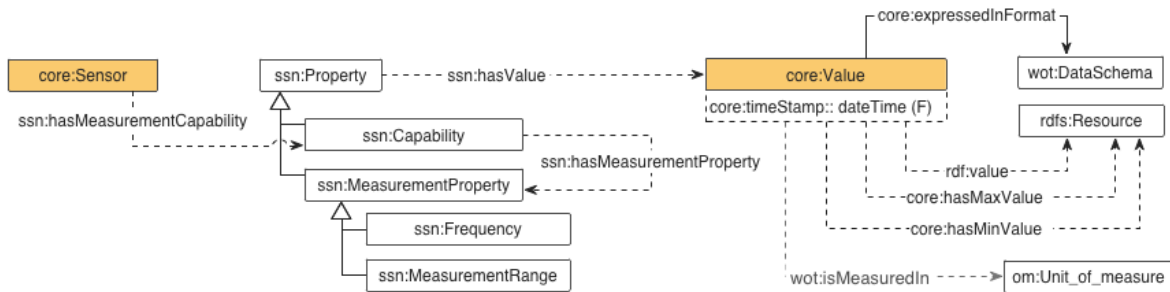 core:expressedInFormat
core:Sensor
ssn:Property
ssn:hasValue
core:Value
wot:DataSchema
core:timeStamp:: dateTime (F)
ssn:hasMeasurementCapability
ssn:Capability
rdfs:Resource
ssn:hasMeasurementProperty
rdf:value
ssn:MeasurementProperty
core:hasMaxValue
ssn:Frequency
core:hasMinValue
ssn:MeasurementRange
wot:isMeasuredIn
om:Unit_of_measure